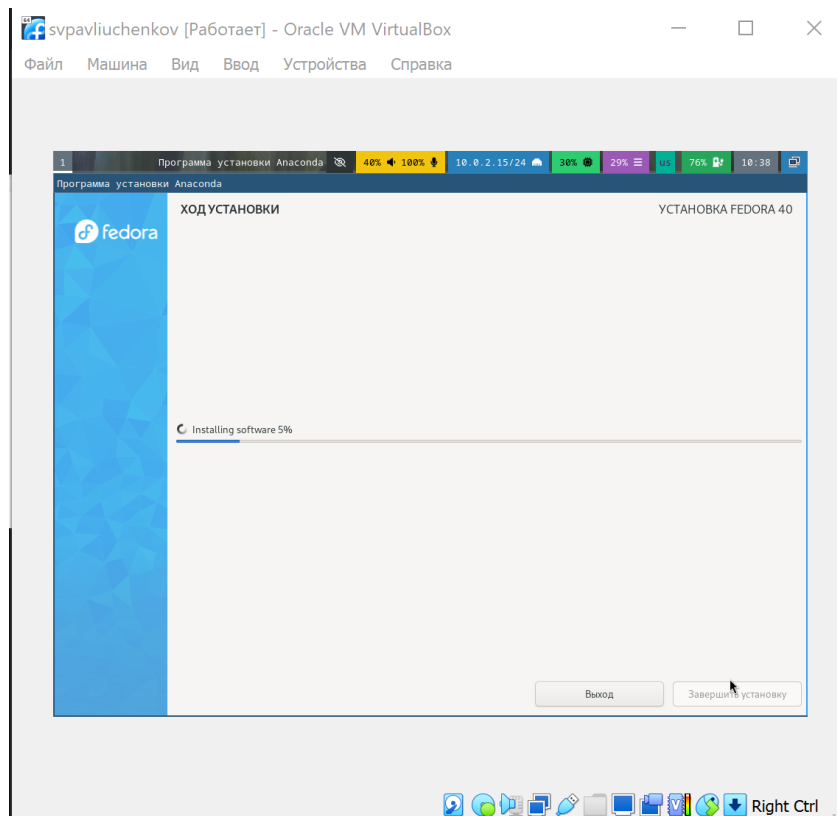 svpavliuchenkov [Работает] - Oracle VM VirtualBox
Файл Машина Вид Ввод Устройства Справка
1 Программа установки Anaconda 40% 100% 10.0.2.15/24 30% 29% us 76% 10:38
Программа установки Anaconda
fedora
ХОД УСТАНОВКИ УСТАНОВКА FEDORA 40
Installing software 5%
Выход Завершить установку
Right Ctrl